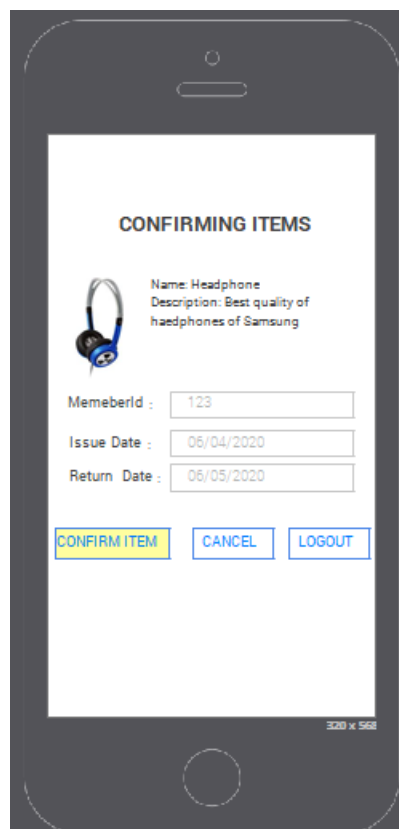 CONFIRMING ITEMS
Name: Headphone
Description: Best quality of
haedphones of Samsung
MemeberId : 123
Issue Date : 06/04/2020
Return Date : 06/05/2020
CONFIRM ITEM CANCEL LOGOUT
320 x 568